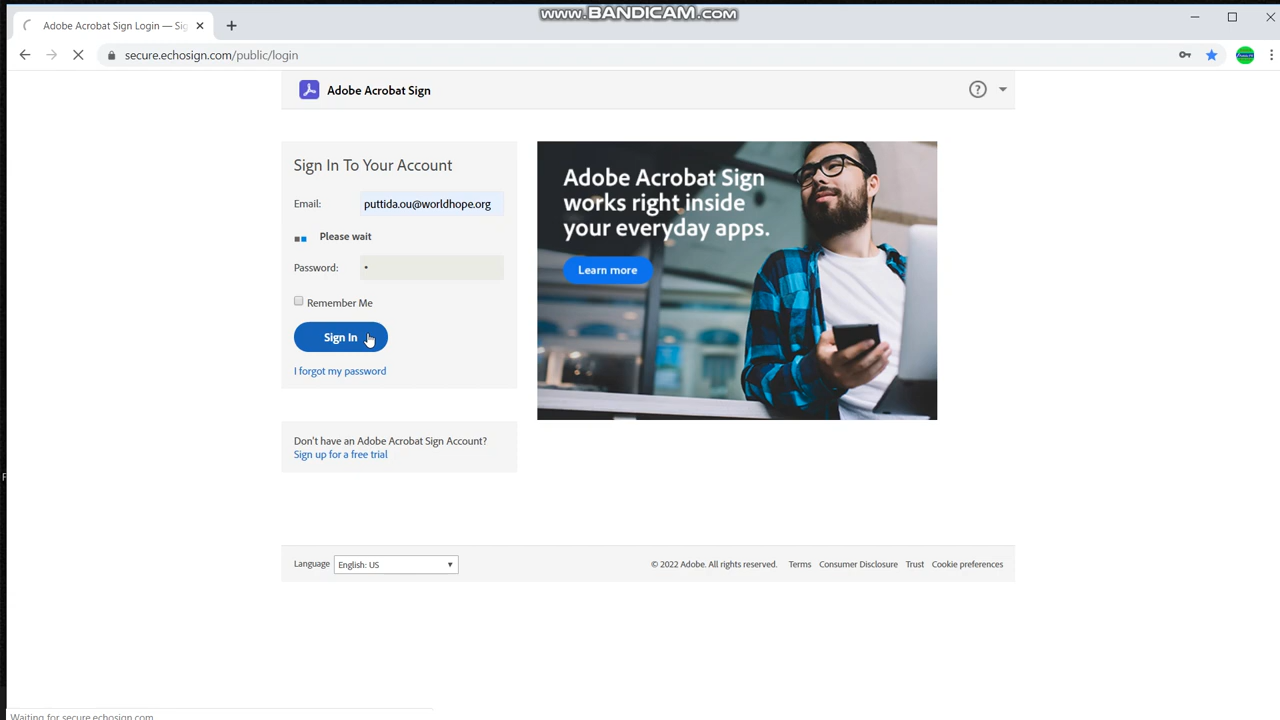 www.BANDICAM.com
Adobe Acrobat Sign Login — Sig
secure.echosign.com/public/login
Adobe Acrobat Sign
Sign In To Your Account
Email: puttida.ou@worldhope.org
Please wait
Password: •
Remember Me
Sign In
I forgot my password
Don't have an Adobe Acrobat Sign Account?
Sign up for a free trial
Adobe Acrobat Sign
works right inside
your everyday apps.
Learn more
Language English: US
© 2022 Adobe. All rights reserved. Terms Consumer Disclosure Trust Cookie preferences
Waiting for secure.echosign.com